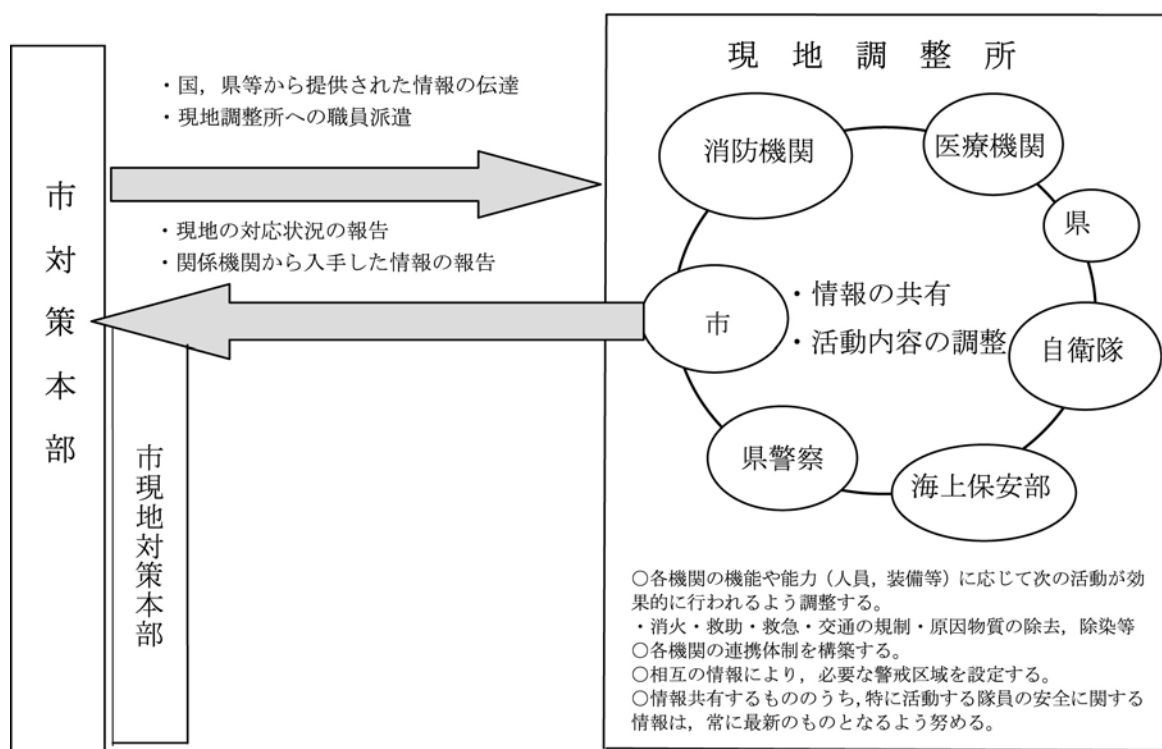 市対策本部
市現地対策本部
・国，県等から提供された情報の伝達
・現地調整所への職員派遣
・現地の対応状況の報告
・関係機関から入手した情報の報告
現地調整所
消防機関
医療機関
県
自衛隊
海上保安部
県警察
市
・情報の共有
・活動内容の調整
○各機関の機能や能力（人員，装備等）に応じて次の活動が効
果的に行われるよう調整する。
・消火・救助・救急・交通の規制・原因物質の除去，除染等
○各機関の連携体制を構築する。
○相互の情報により，必要な警戒区域を設定する。
○情報共有するもののうち，特に活動する隊員の安全に関する
情報は，常に最新のものとなるよう努める。